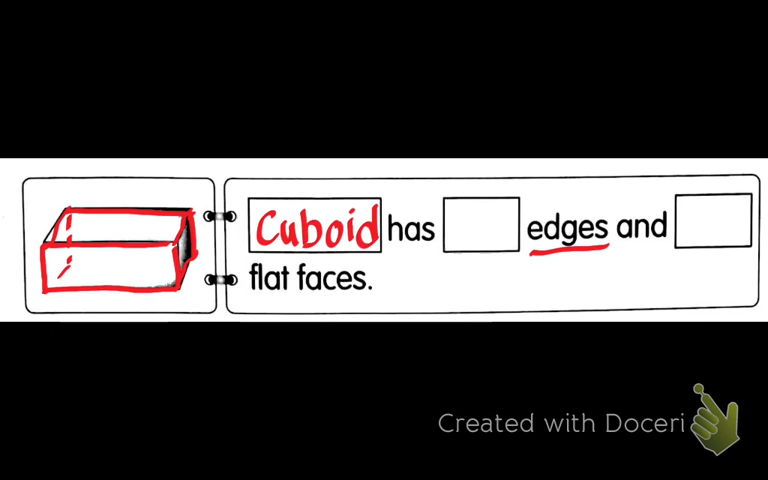 Cuboid has edges and
flat faces.
Created with Doceri